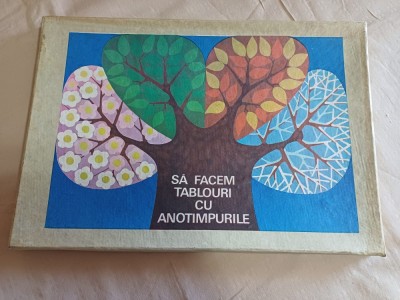 SĂ FACEM
TABLOURI
CU
ANOTIMPURILE